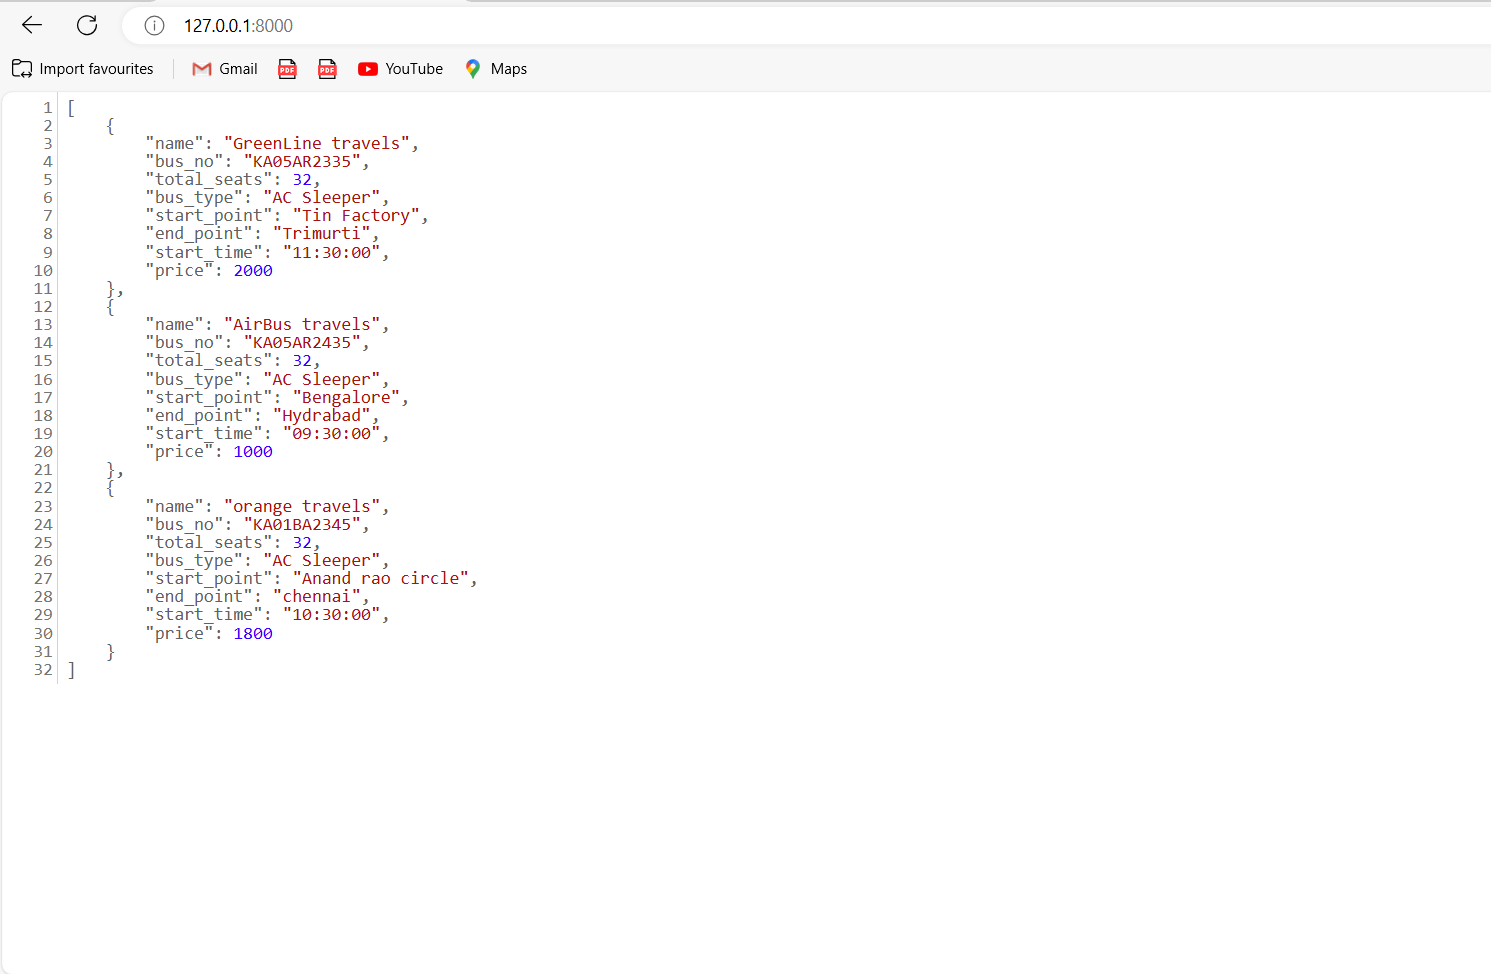 127.0.0.1:8000
Import favourites Gmail PDF PDF YouTube Maps
1 [
2 {
3 "name": "GreenLine travels",
4 "bus_no": "KA05AR2335",
5 "total_seats": 32,
6 "bus_type": "AC Sleeper",
7 "start_point": "Tin Factory",
8 "end_point": "Trimurti",
9 "start_time": "11:30:00",
10 "price": 2000
11 },
12 {
13 "name": "AirBus travels",
14 "bus_no": "KA05AR2435",
15 "total_seats": 32,
16 "bus_type": "AC Sleeper",
17 "start_point": "Bengalore",
18 "end_point": "Hydrabad",
19 "start_time": "09:30:00",
20 "price": 1000
21 },
22 {
23 "name": "orange travels",
24 "bus_no": "KA01BA2345",
25 "total_seats": 32,
26 "bus_type": "AC Sleeper",
27 "start_point": "Anand rao circle",
28 "end_point": "chennai",
29 "start_time": "10:30:00",
30 "price": 1800
31 }
32 ]